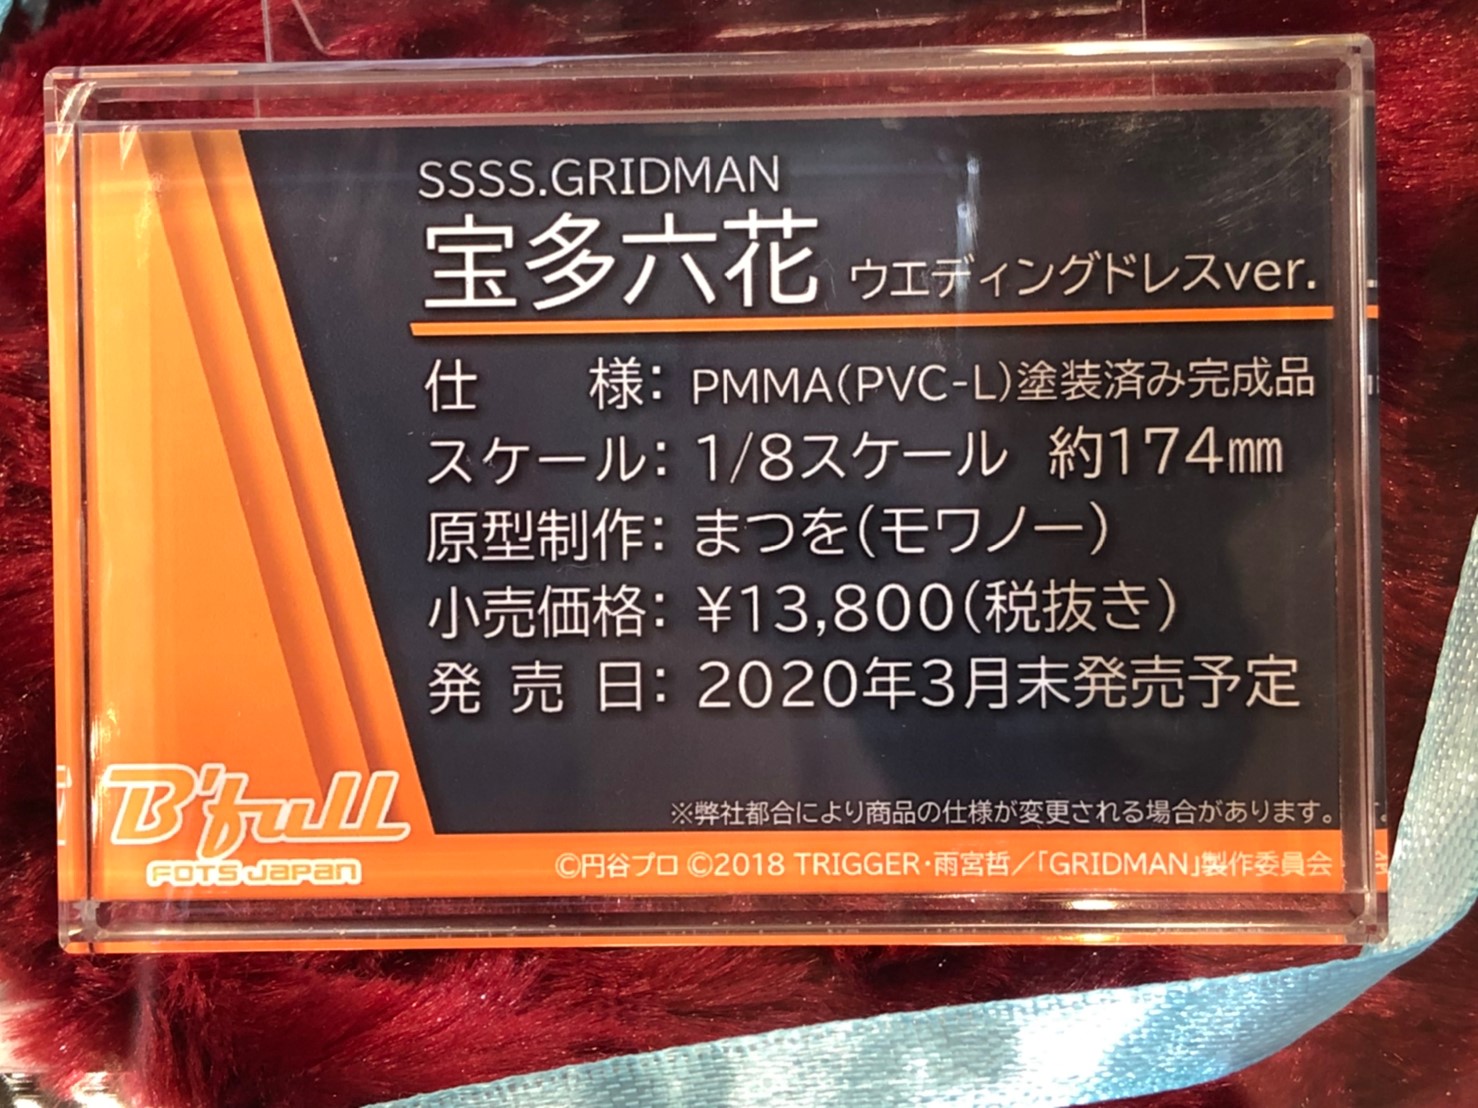 SSSS.GRIDMAN
宝多六花 ウエディングドレスver.
仕様：PMMA(PVC-L)塗装済み完成品
スケール：1/8スケール 約174㎜
原型制作：まつを(モワノー)
小売価格：¥13,800(税抜き)
発売日：2020年3月末発売予定
※弊社都合により商品の仕様が変更される場合があります。
B'full
FOTS JAPAN
©円谷プロ ©2018 TRIGGER・雨宮哲／「GRIDMAN」製作委員会